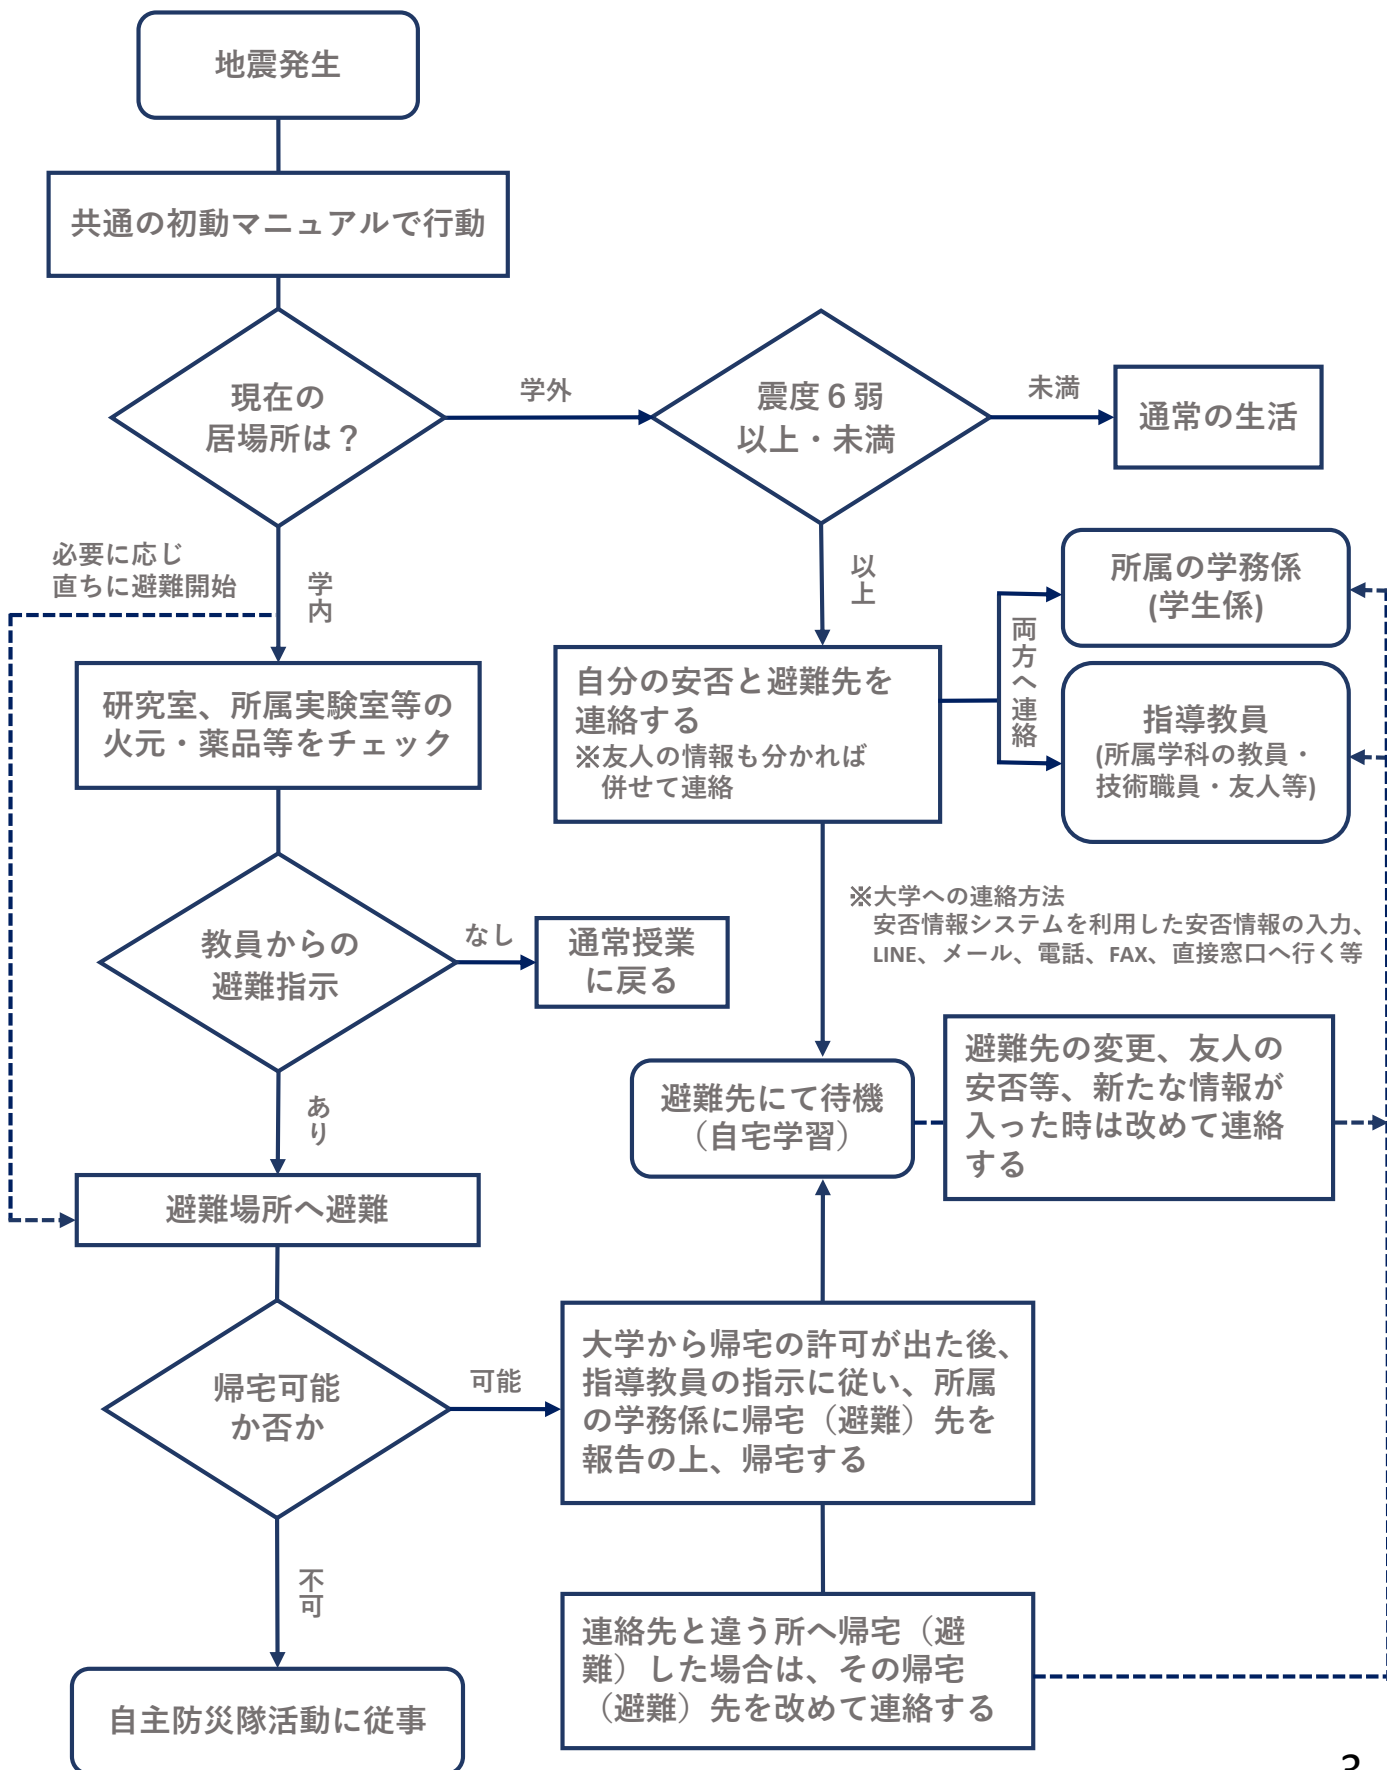 地震発生
共通の初動マニュアルで行動
現在の
居場所は？
学外
震度６弱
以上・未満
未満
通常の生活
必要に応じ
直ちに避難開始
学内
以上
所属の学務係
(学生係)
両方へ連絡
研究室、所属実験室等の
火元・薬品等をチェック
自分の安否と避難先を
連絡する
※友人の情報も分かれば
併せて連絡
指導教員
(所属学科の教員・
技術職員・友人等)
※大学への連絡方法
安否情報システムを利用した安否情報の入力、
LINE、メール、電話、FAX、直接窓口へ行く等
教員からの
避難指示
なし
通常授業
に戻る
あり
避難先にて待機
（自宅学習）
避難先の変更、友人の
安否等、新たな情報が
入った時は改めて連絡
する
避難場所へ避難
帰宅可能
か否か
可能
大学から帰宅の許可が出た後、
指導教員の指示に従い、所属
の学務係に帰宅（避難）先を
報告の上、帰宅する
不可
連絡先と違う所へ帰宅（避
難）した場合は、その帰宅
（避難）先を改めて連絡する
自主防災隊活動に従事
3